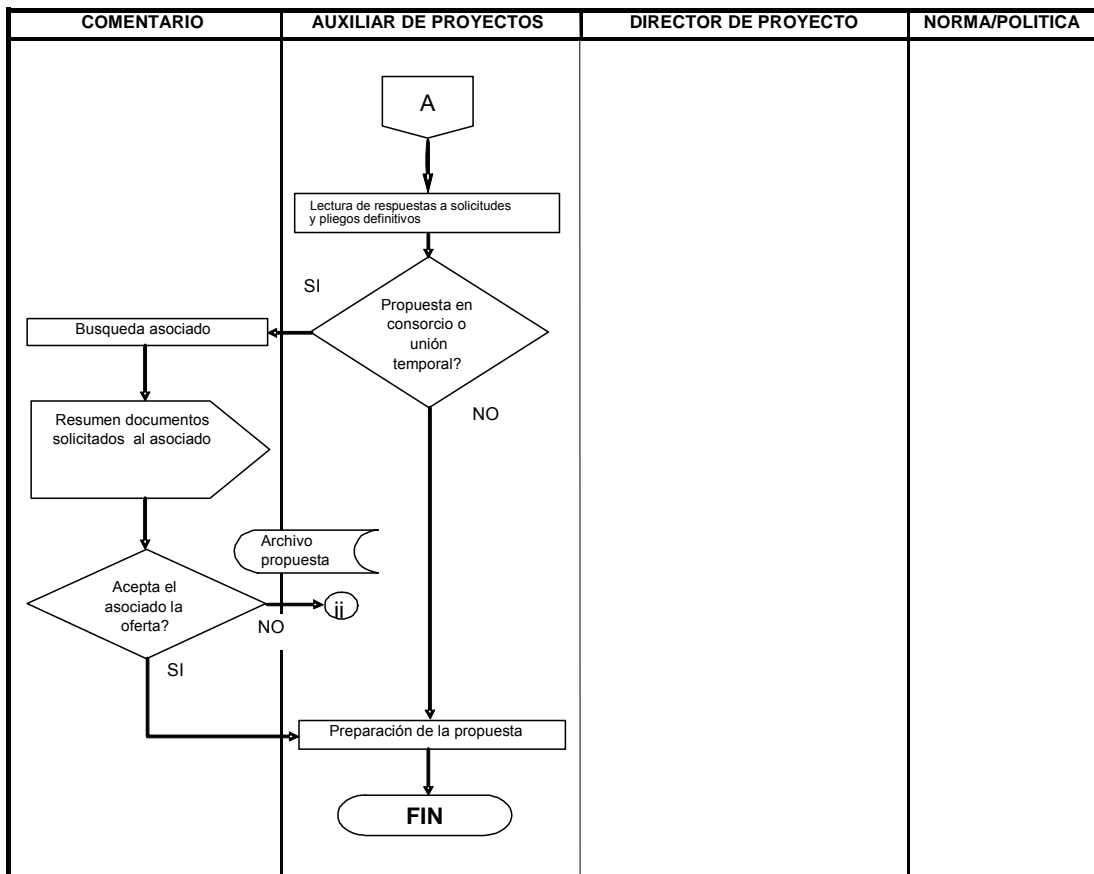 COMENTARIO
AUXILIAR DE PROYECTOS
DIRECTOR DE PROYECTO
NORMA/POLITICA
A
Lectura de respuestas a solicitudes
y pliegos definitivos
SI
Propuesta en
consorcio o
unión
temporal?
NO
Busqueda asociado
Resumen documentos
solicitados al asociado
Archivo
propuesta
Acepta el
asociado la
oferta?
NO
ii
SI
Preparación de la propuesta
FIN